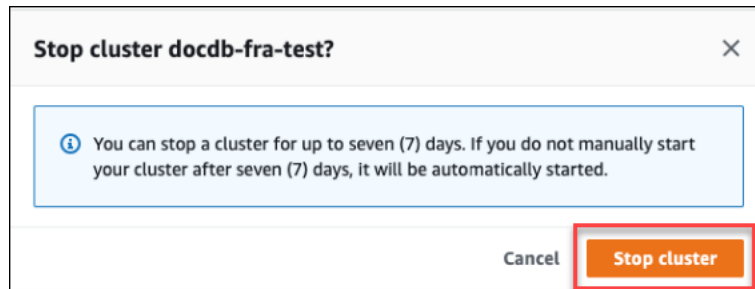 Stop cluster docdb-fra-test?
You can stop a cluster for up to seven (7) days. If you do not manually start
your cluster after seven (7) days, it will be automatically started.
Cancel
Stop cluster